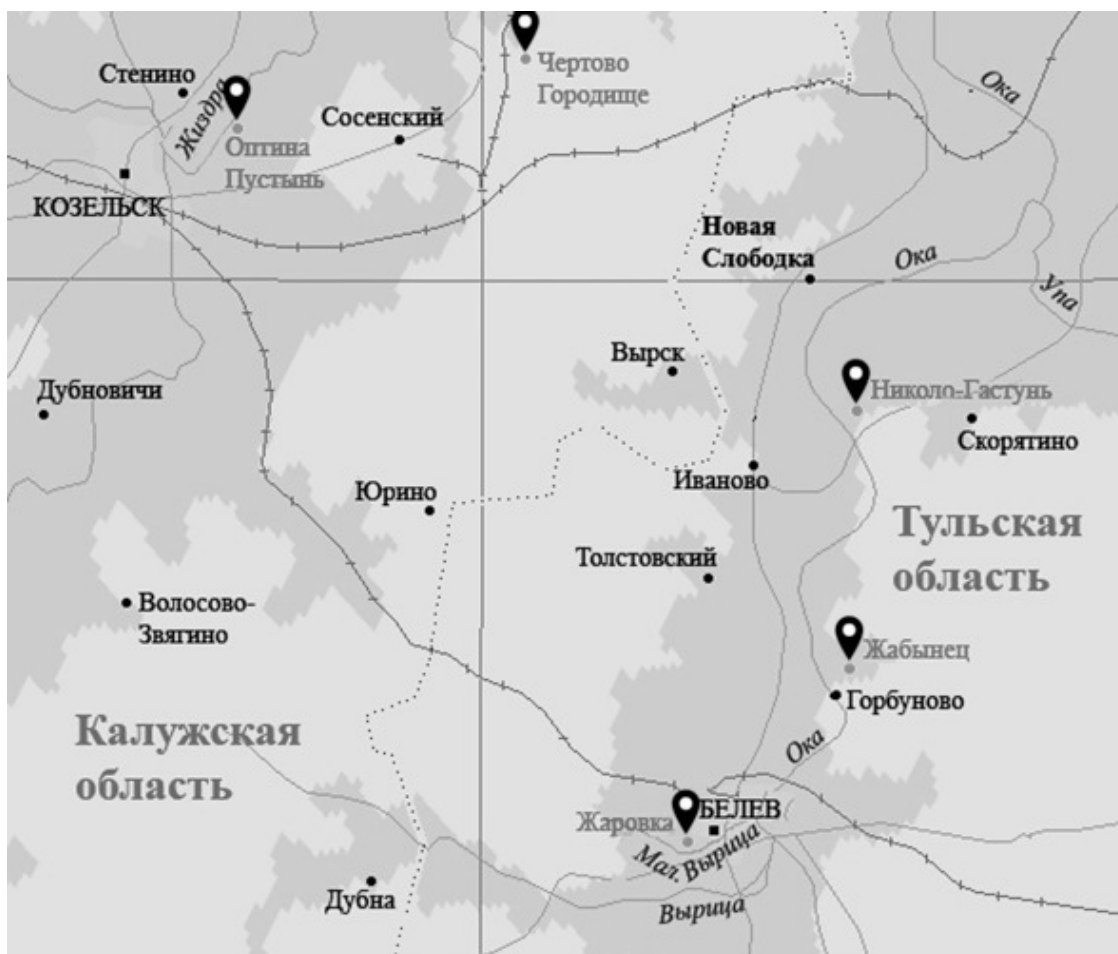 Стенино
Жиздра
Оптина
Пустынь
Сосенский
Чертово
Городище
Ока
КОЗЕЛЬСК
Новая
Слободка
Ока
Упа
Вырск
Дубновичи
Николо-Гастунь
Скорятино
Юрино
Иваново
Тульская
область
Толстовский
Волосово-
Звягино
Жабынец
Горбуново
Калужская
область
Ока
Жаровка
БЕЛЕВ
Мал. Вырица
Дубна
Вырица